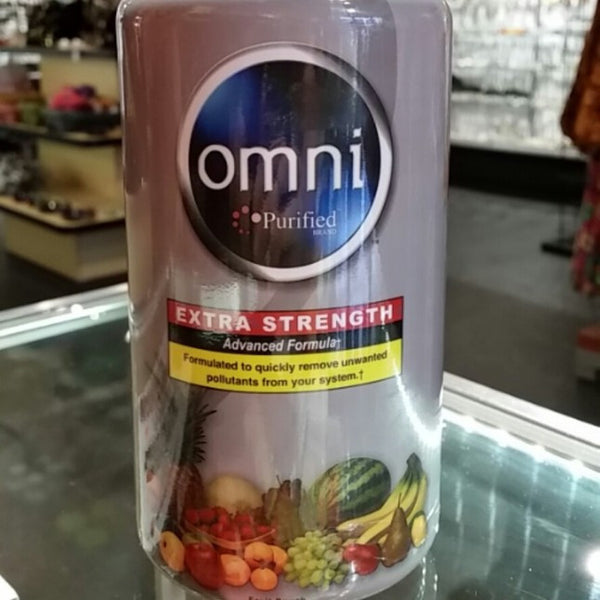 omni
Purified
BRAND
EXTRA STRENGTH
Advanced Formula†
Formulated to quickly remove unwanted
pollutants from your system.†